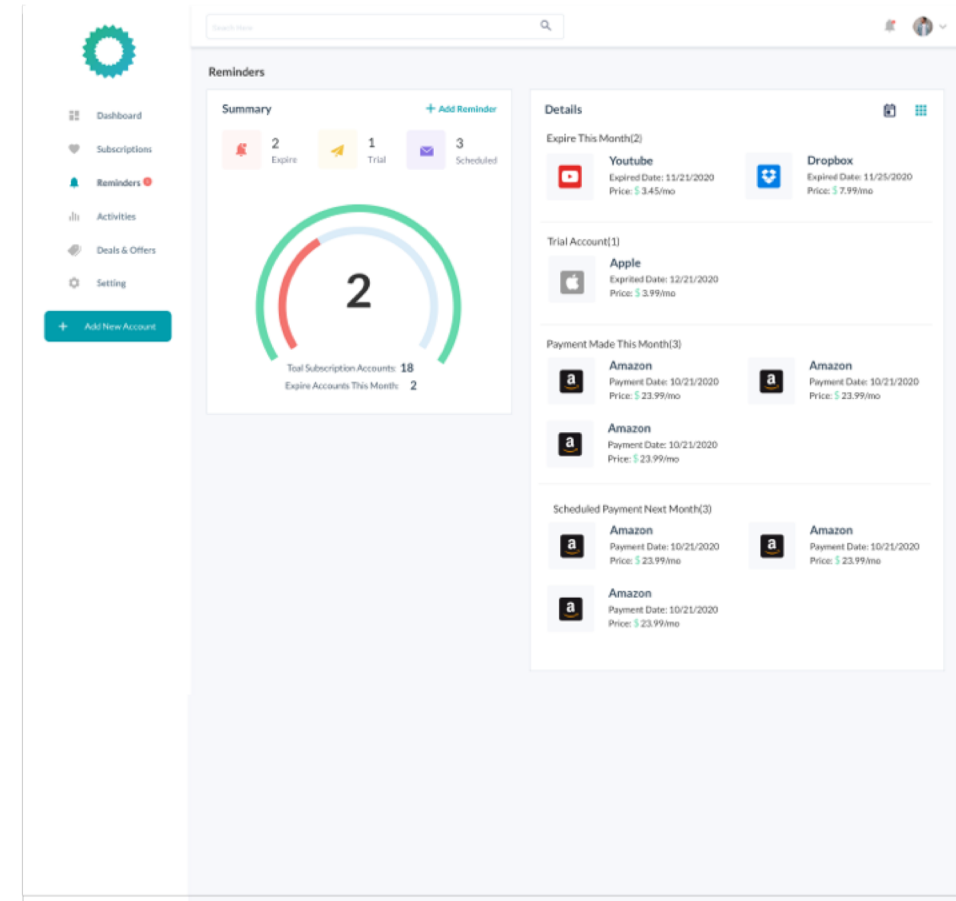 Seach Here
Reminders
Dashboard
Subscriptions
Reminders
Activities
Deals & Offers
Setting
+ Add New Account
Summary
+ Add Reminder
2
Expire
1
Trial
3
Scheduled
2
Toal Subscription Accounts: 18
Expire Accounts This Month: 2
Details
Expire This Month(2)
Youtube
Expired Date: 11/21/2020
Price: $ 3.45/mo
Dropbox
Expired Date: 11/25/2020
Price: $ 7.99/mo
Trial Account(1)
Apple
Exprited Date: 12/21/2020
Price: $ 3.99/mo
Payment Made This Month(3)
a
Amazon
Payment Date: 10/21/2020
Price: $ 23.99/mo
a
Amazon
Payment Date: 10/21/2020
Price: $ 23.99/mo
a
Amazon
Payment Date: 10/21/2020
Price: $ 23.99/mo
Scheduled Payment Next Month(3)
a
Amazon
Payment Date: 10/21/2020
Price: $ 23.99/mo
a
Amazon
Payment Date: 10/21/2020
Price: $ 23.99/mo
a
Amazon
Payment Date: 10/21/2020
Price: $ 23.99/mo